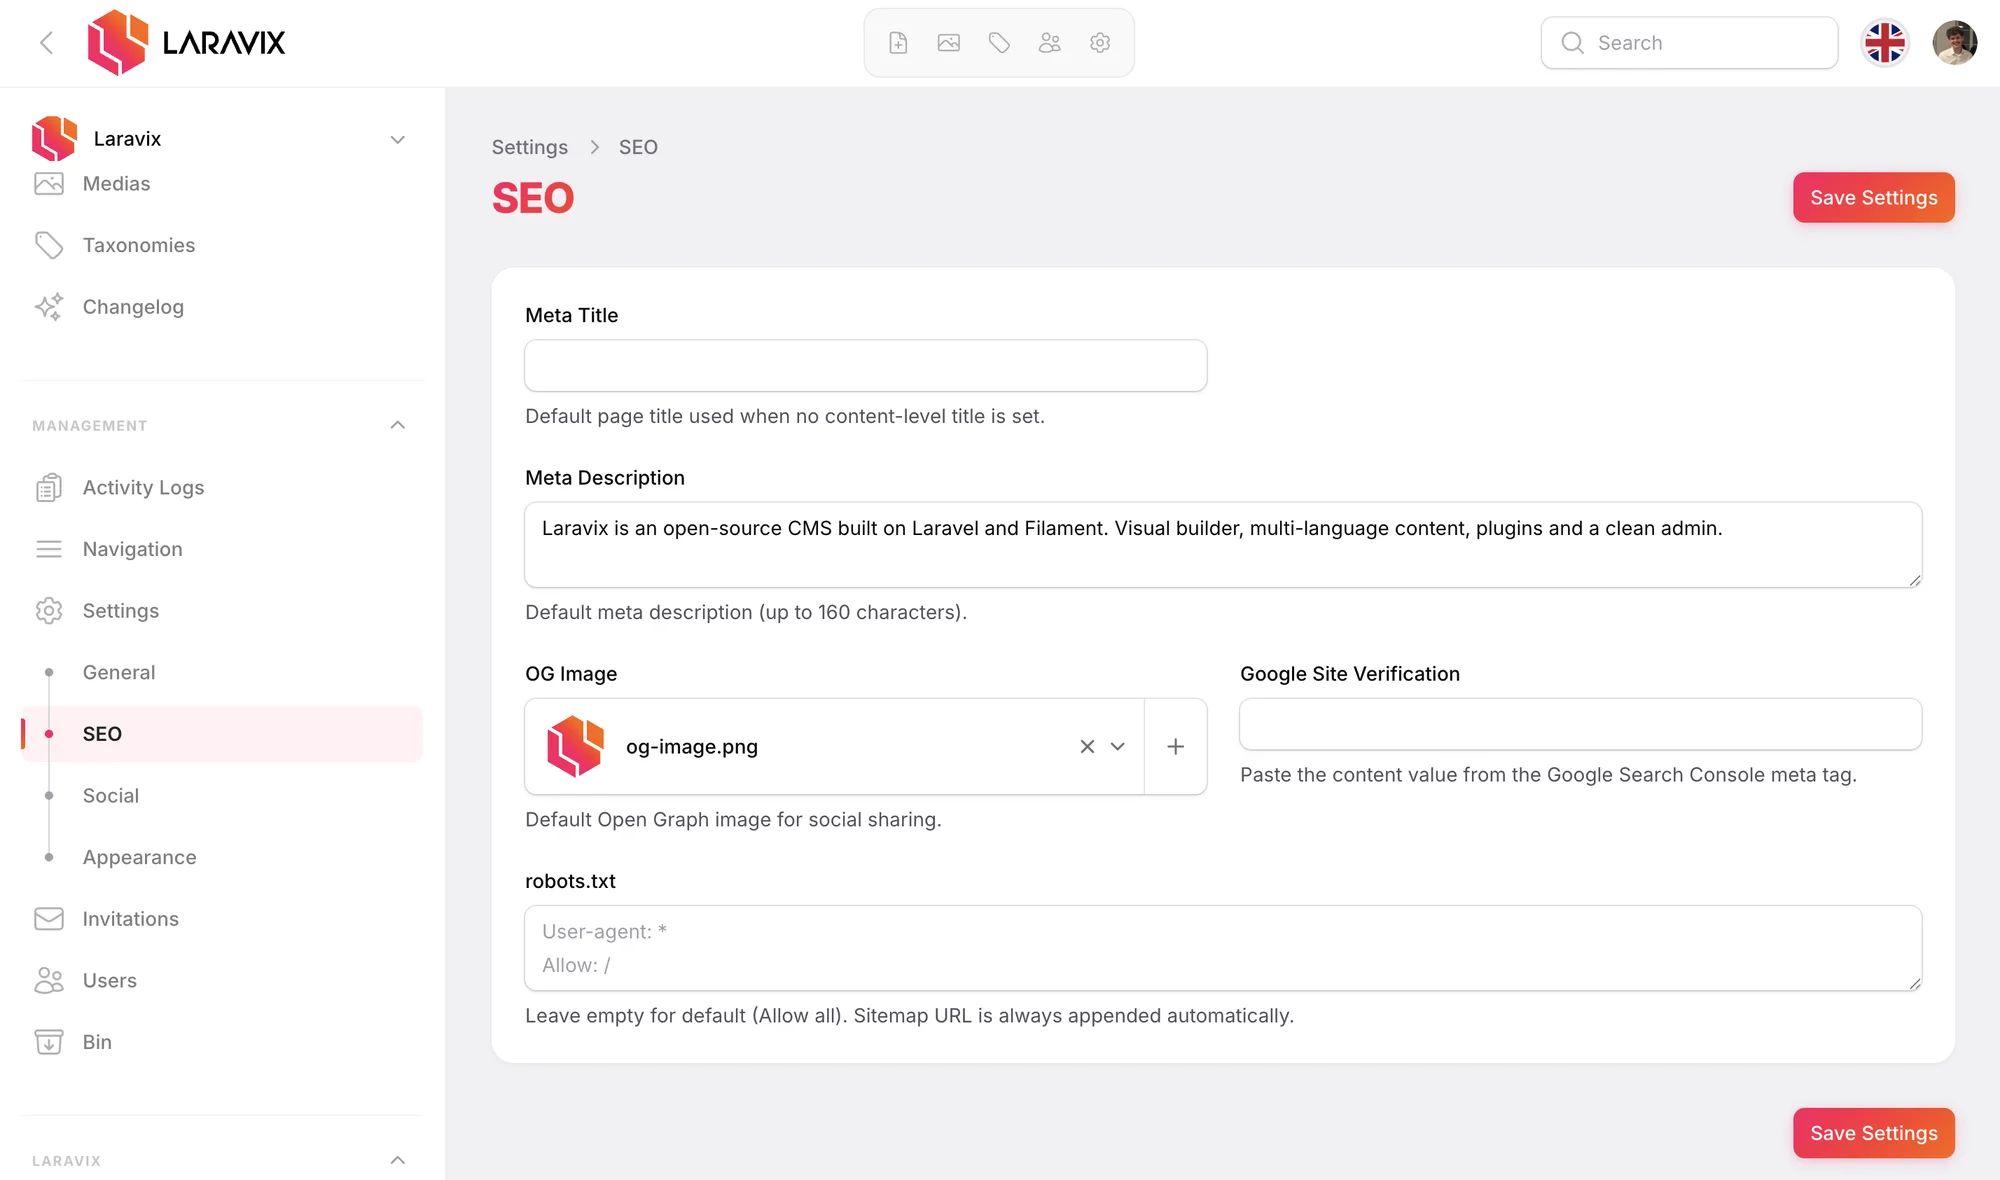 LARAVIX
Search
Laravix
Medias
Taxonomies
Changelog
MANAGEMENT
Activity Logs
Navigation
Settings
General
SEO
Social
Appearance
Invitations
Users
Bin
LARAVIX
Settings > SEO
SEO
Save Settings
Meta Title
Default page title used when no content-level title is set.
Meta Description
Laravix is an open-source CMS built on Laravel and Filament. Visual builder, multi-language content, plugins and a clean admin.
Default meta description (up to 160 characters).
OG Image
og-image.png
Default Open Graph image for social sharing.
Google Site Verification
Paste the content value from the Google Search Console meta tag.
robots.txt
User-agent: *
Allow: /
Leave empty for default (Allow all). Sitemap URL is always appended automatically.
Save Settings